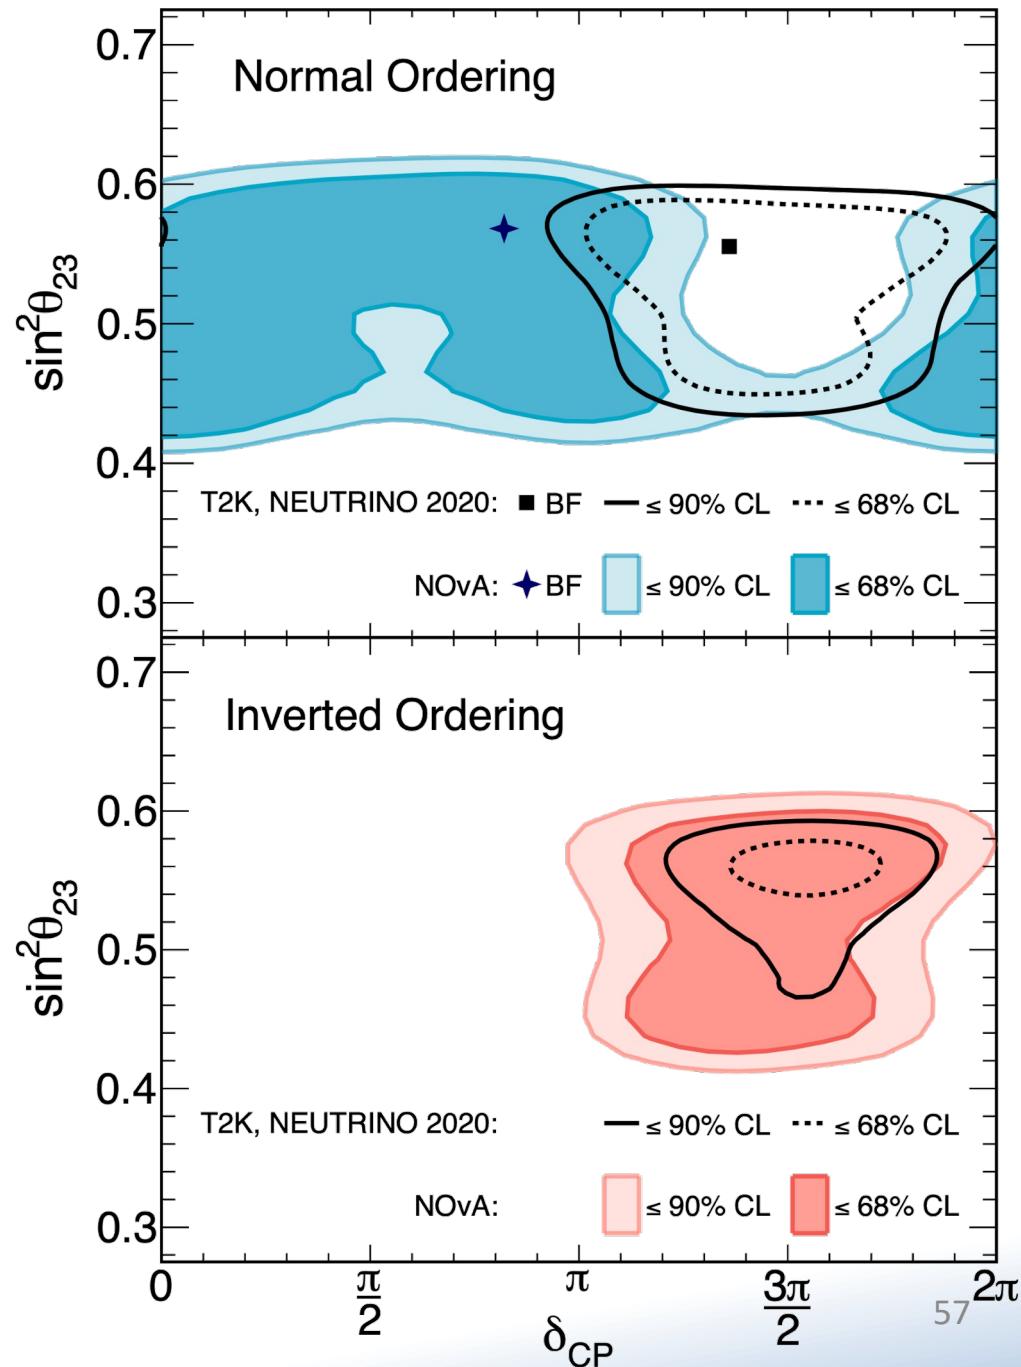 0.7
Normal Ordering
0.6
sin²θ₂₃
0.5
0.4
T2K, NEUTRINO 2020: BF ≤ 90% CL ≤ 68% CL
NOvA: BF ≤ 90% CL ≤ 68% CL
0.3
0.7
Inverted Ordering
0.6
sin²θ₂₃
0.5
0.4
T2K, NEUTRINO 2020: ≤ 90% CL ≤ 68% CL
NOvA: ≤ 90% CL ≤ 68% CL
0.3
0 π/2 π 3π/2 2π
δCP
57